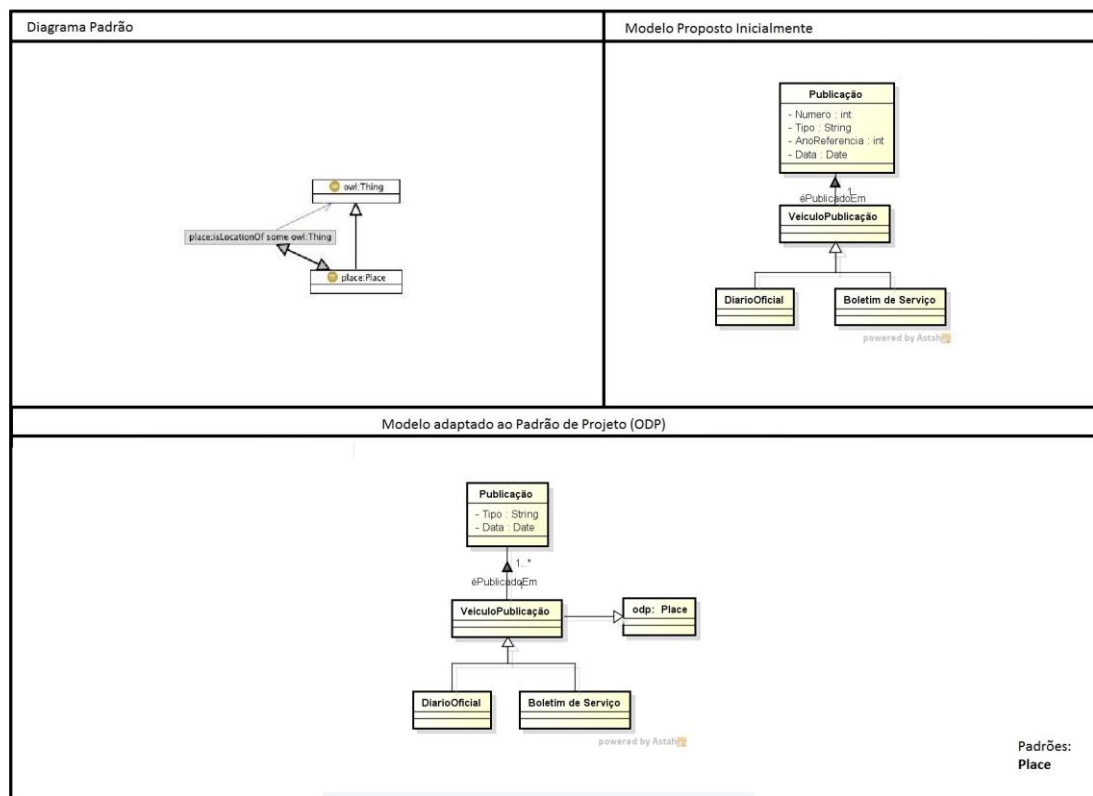 Diagrama Padrão
owl:Thing
place:isLocationOf some owl:Thing
place:Place
Modelo Proposto Inicialmente
Publicação
- Numero : int
- Tipo : String
- AnoReferencia : int
- Data : Date
1
éPublicadoEm
VeiculoPublicação
DiarioOficial
Boletim de Serviço
powered by Astah
Modelo adaptado ao Padrão de Projeto (ODP)
Publicação
- Tipo : String
- Data : Date
1..*
éPublicadoEm
1
VeiculoPublicação
odp: Place
DiarioOficial
Boletim de Serviço
powered by Astah
Padrões:
Place